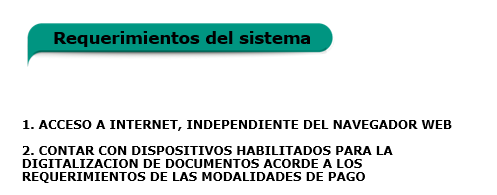 Requerimientos del sistema
1. ACCESO A INTERNET, INDEPENDIENTE DEL NAVEGADOR WEB
2. CONTAR CON DISPOSITIVOS HABILITADOS PARA LA
DIGITALIZACION DE DOCUMENTOS ACORDE A LOS
REQUERIMIENTOS DE LAS MODALIDADES DE PAGO